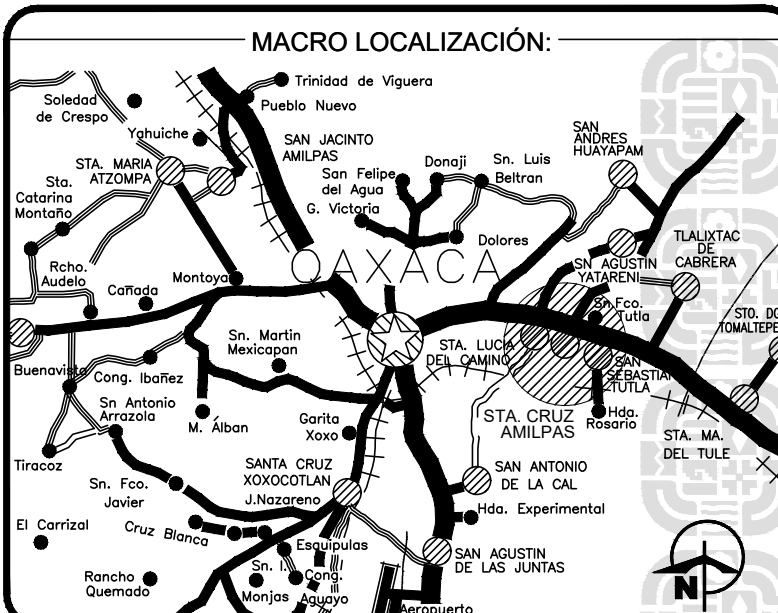 MACRO LOCALIZACIÓN:
Trinidad de Viguera
Pueblo Nuevo
Soledad
de Crespo
Yahuiche
SAN JACINTO
AMILPAS
STA. MARIA
ATZOMPA
SAN
ANDRES
HUAYAPAM
San Felipe
del Agua
Donaji
Sn. Luis
Beltran
Sta.
Catarina
Montaño
G. Victoria
Dolores
TLALIXTAC
DE
CABRERA
Rcho.
Audelo
Montoya
OAXACA
SN AGUSTIN
YATARENI
Cañada
Sn.Fco.
Tutla
STO. DG
TOMALTEPE
Sn. Martin
Mexicapan
STA. LUCIA
DEL CAMINO
SAN
SEBASTIAN
TUTLA
Buenavista
Cong. Ibañez
Sn Antonio
Arrazola
M. Álban
Garita
Xoxo
STA. CRUZ
AMILPAS
Hda.
Rosario
STA. MA.
DEL TULE
Tiracoz
SANTA CRUZ
XOXOCOTLAN
J.Nazareno
SAN ANTONIO
DE LA CAL
Sn. Fco.
Javier
Hda. Experimental
El Carrizal
Cruz Blanca
Esquipulas
SAN AGUSTIN
DE LAS JUNTAS
Sn. I.
Monjas
Cong.
Aguayo
Rancho
Quemado
Aeropuerto
N